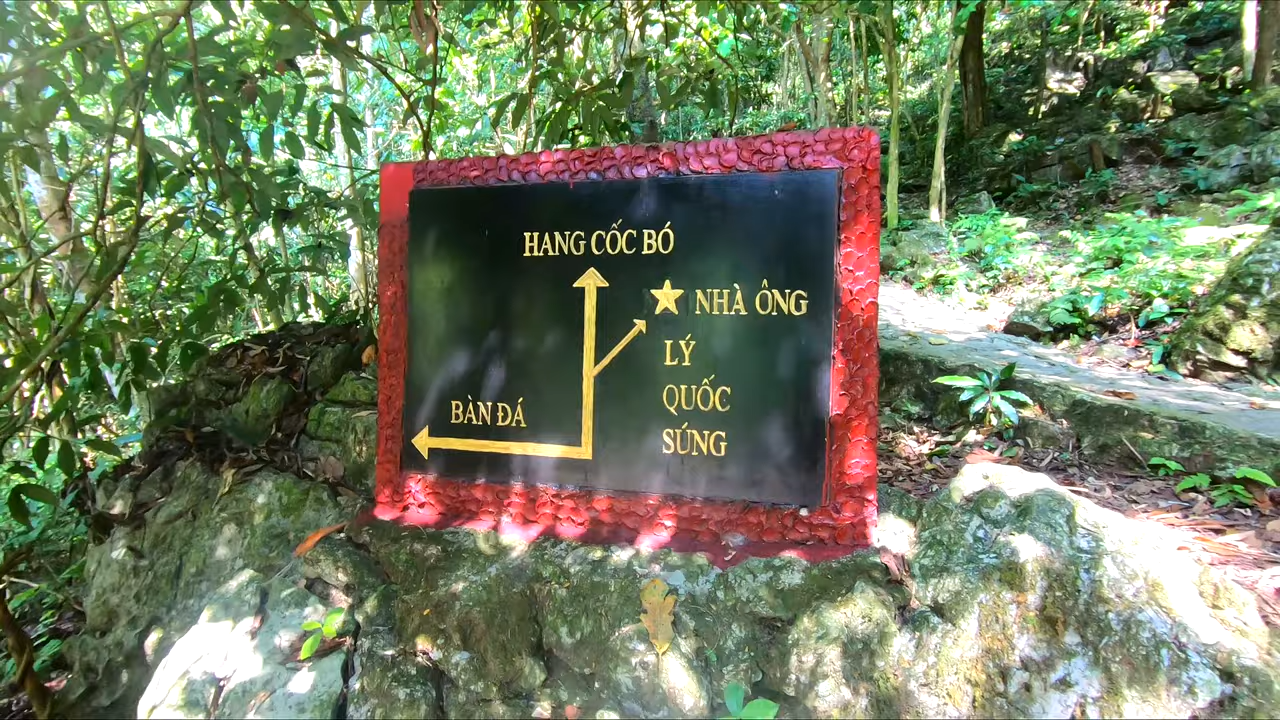 HANG CỐC BÓ
NHÀ ÔNG
LÝ
QUỐC
SÚNG
BÀN ĐÁ